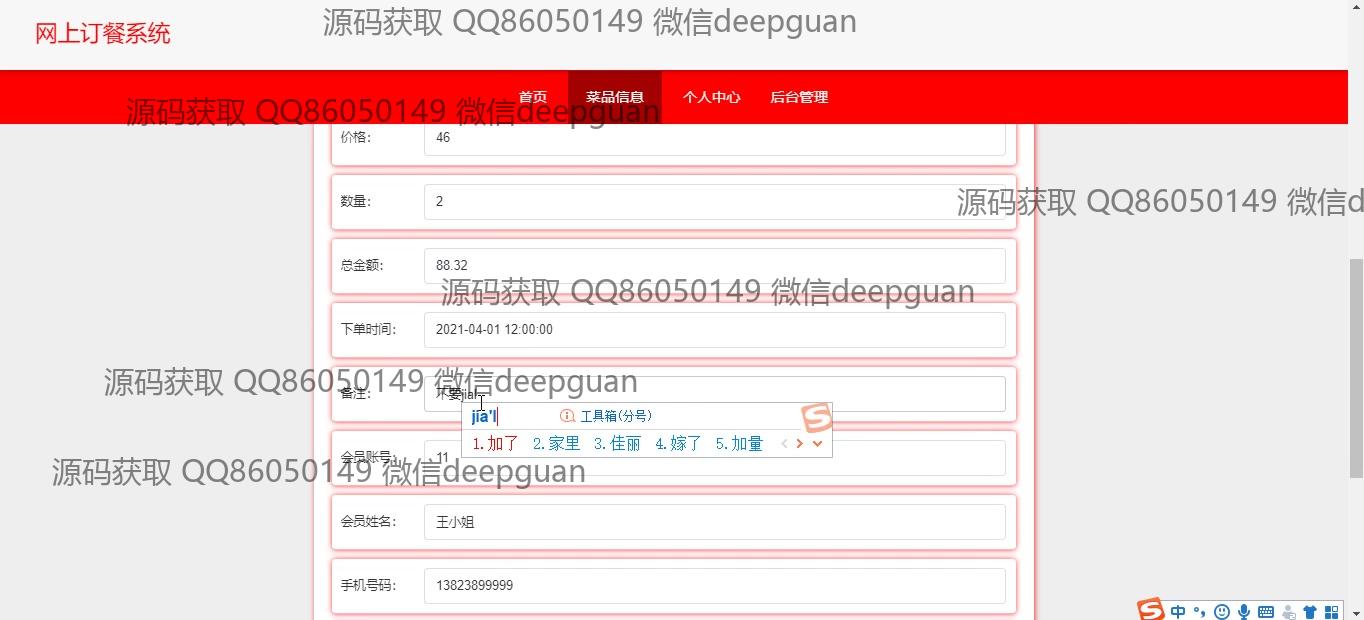 网上订餐系统
源码获取 QQ86050149 微信deepguan
首页 菜品信息 个人中心 后台管理
源码获取 QQ86050149 微信deepguan
价格: 46
数量: 2
源码获取 QQ86050149 微信d
总金额: 88.32
源码获取 QQ86050149 微信deepguan
下单时间: 2021-04-01 12:00:00
源码获取 QQ86050149 微信deepguan
备注: 不要jial
jia'l 工具箱(分号)
1.加了 2.家里 3.佳丽 4.嫁了 5.加量
会员账号: 11
源码获取 QQ86050149 微信deepguan
会员姓名: 王小姐
手机号码: 13823899999
中